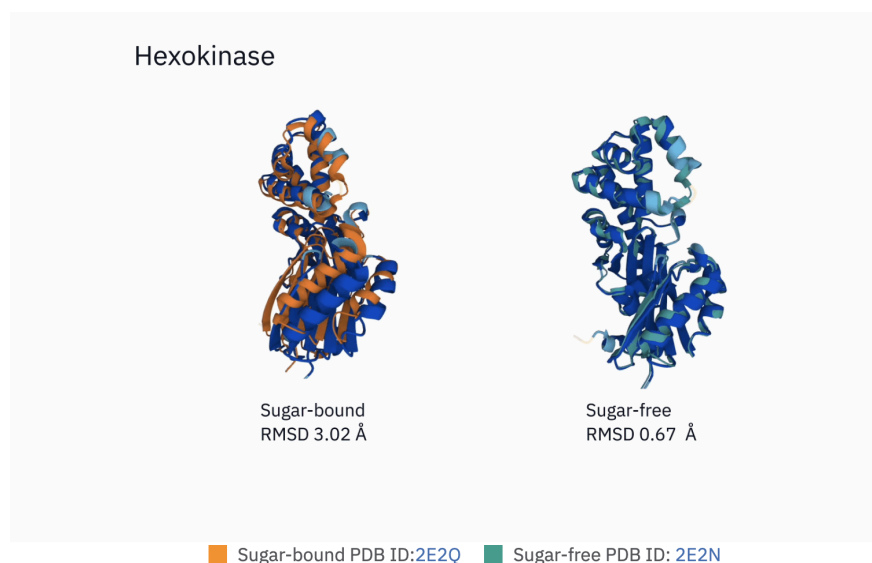 Hexokinase
Sugar-bound
RMSD 3.02 Å
Sugar-free
RMSD 0.67 Å
Sugar-bound PDB ID:2E2Q
Sugar-free PDB ID: 2E2N